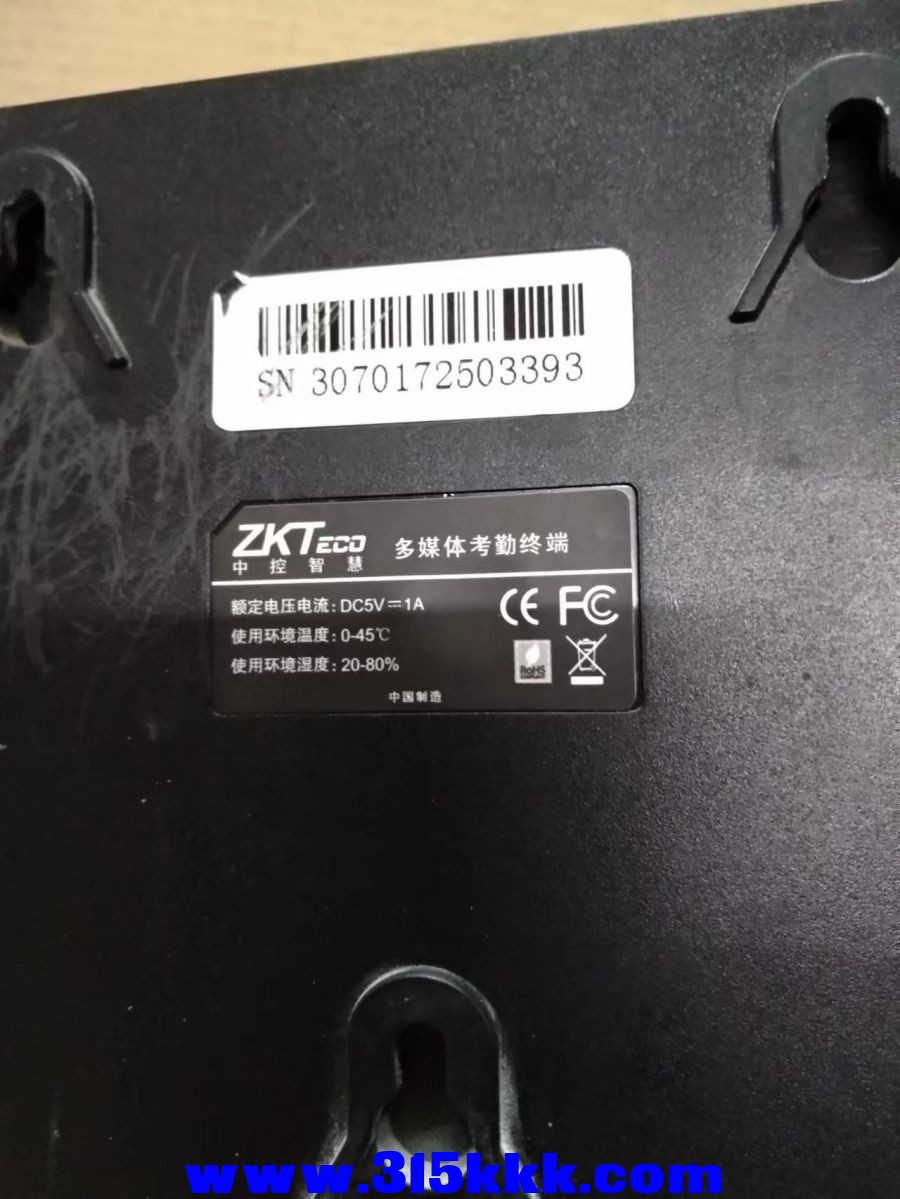 SN 3070172503393
ZKTECO 多媒体考勤终端
中控智慧
额定电压电流:DC5V⎓1A
使用环境温度:0-45℃
使用环境湿度:20-80%
CE FC
RoHS
中国制造
www.315kkk.com